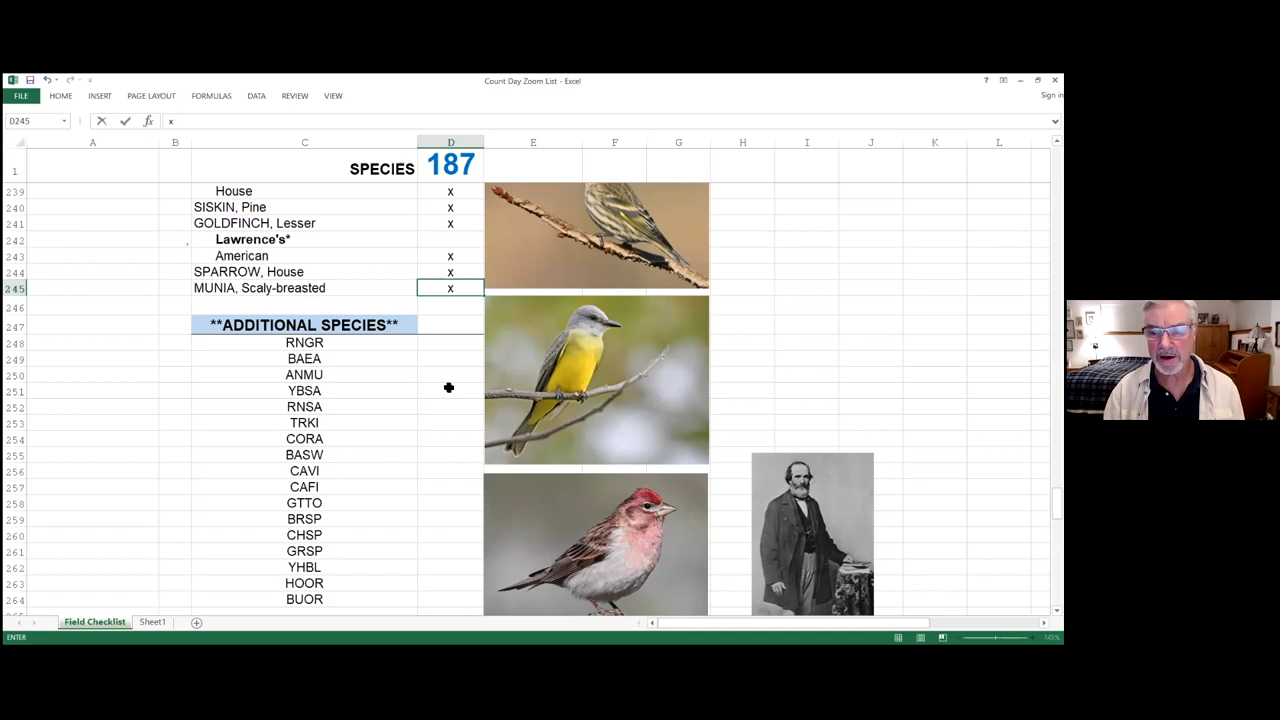 Count Day Zoom List - Excel
?
FILE HOME INSERT PAGE LAYOUT FORMULAS DATA REVIEW VIEW
Sign in
D245 fx x
A B C D E F G H I J K L
1 SPECIES 187
239 House x
240 SISKIN, Pine x
241 GOLDFINCH, Lesser x
242 Lawrence's*
243 American x
244 SPARROW, House x
245 MUNIA, Scaly-breasted x
246
247 **ADDITIONAL SPECIES**
248 RNGR
249 BAEA
250 ANMU
251 YBSA
252 RNSA
253 TRKI
254 CORA
255 BASW
256 CAVI
257 CAFI
258 GTTO
259 BRSP
260 CHSP
261 GRSP
262 YHBL
263 HOOR
264 BUOR
Field Checklist Sheet1
ENTER
145%